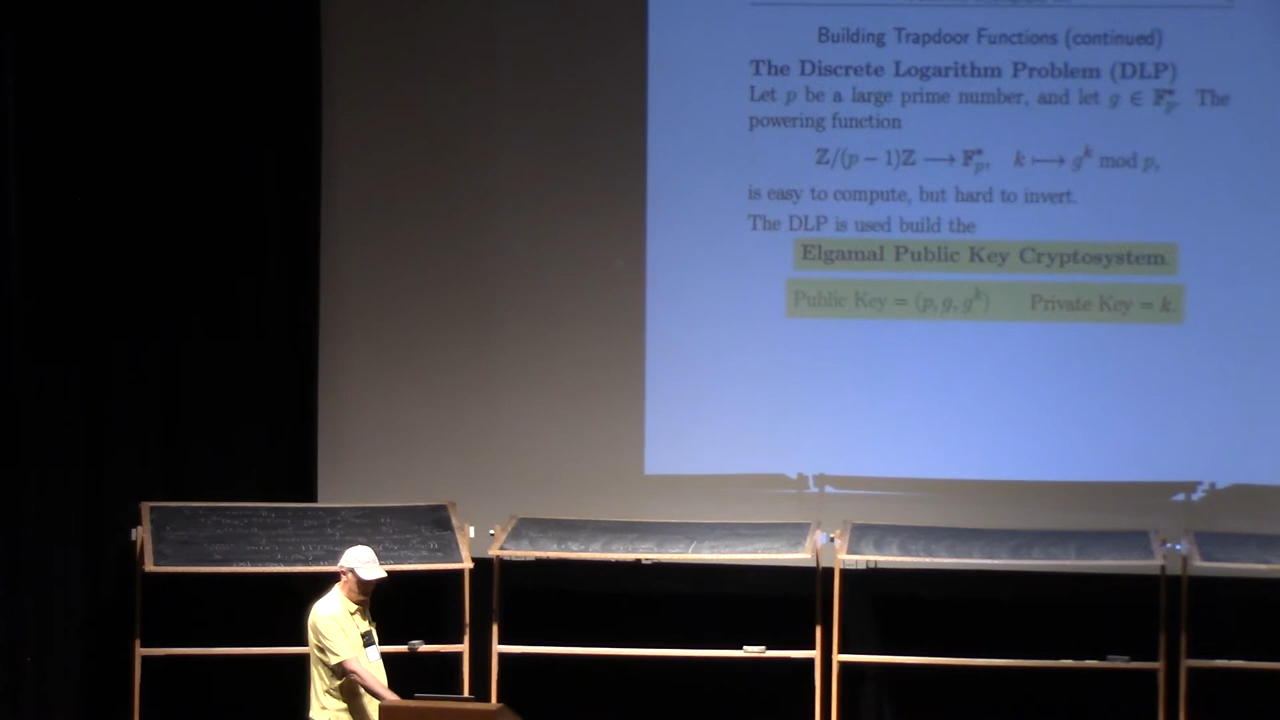 Building Trapdoor Functions (continued)
The Discrete Logarithm Problem (DLP)
Let p be a large prime number, and let g ∈ 𝔽*ₚ. The
powering function
ℤ/(p − 1)ℤ ⟶ 𝔽*ₚ, k ⟼ gᵏ mod p,
is easy to compute, but hard to invert.
The DLP is used build the
Elgamal Public Key Cryptosystem.
Public Key = (p, g, gᵏ) Private Key = k.